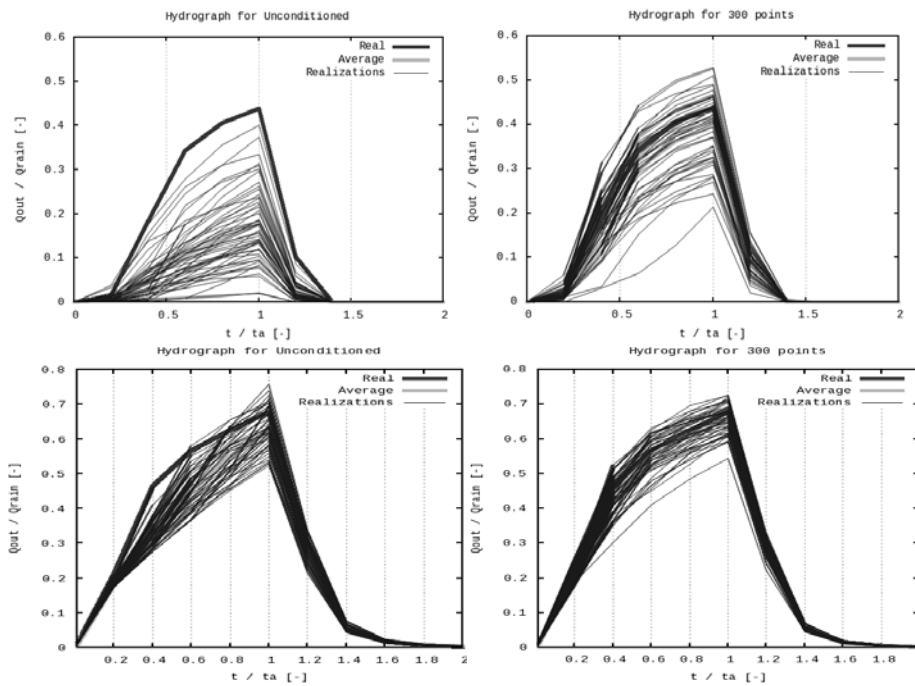 Hydrograph for Unconditioned
0.6
0.5
0.4
0.3
0.2
0.1
0
Qout / Qrain [-]
Real
Average
Realizations
0
0.5
1
1.5
2
t / ta [-]
Hydrograph for 300 points
0.6
0.5
0.4
0.3
0.2
0.1
0
Qout / Qrain [-]
Real
Average
Realizations
0
0.5
1
1.5
2
t / ta [-]
Hydrograph for Unconditioned
0.8
0.7
0.6
0.5
0.4
0.3
0.2
0.1
0
Qout / Qrain [-]
Real
Average
Realizations
0.2
0.4
0.6
0.8
1
1.2
1.4
1.6
1.8
2
t / ta [-]
Hydrograph for 300 points
0.8
0.7
0.6
0.5
0.4
0.3
0.2
0.1
0
Qout / Qrain [-]
Real
Average
Realizations
0.2
0.4
0.6
0.8
1
1.2
1.4
1.6
1.8
t / ta [-]